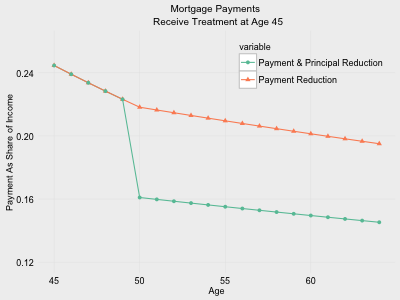 Mortgage Payments
Receive Treatment at Age 45
variable
Payment & Principal Reduction
Payment Reduction
Payment As Share of Income
0.24
0.20
0.16
0.12
45
50
55
60
Age